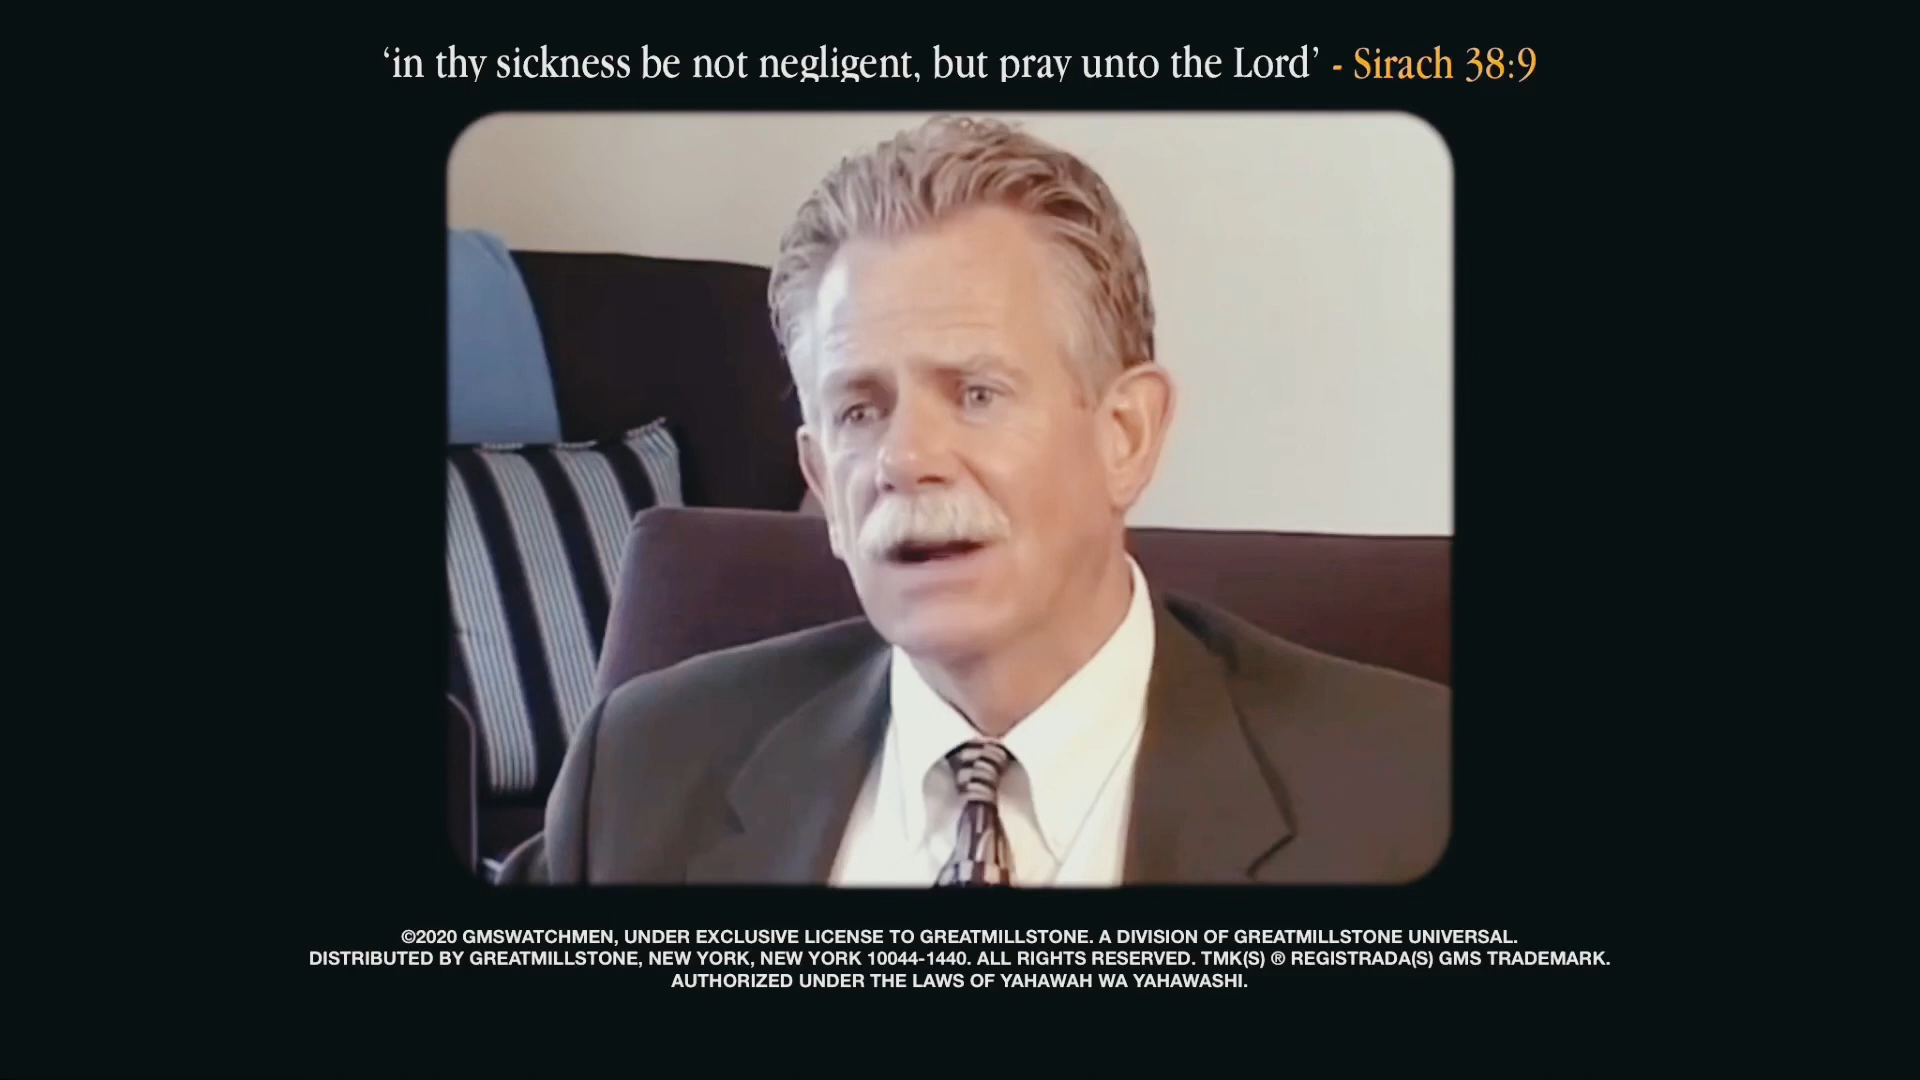 ‘in thy sickness be not negligent, but pray unto the Lord’ - Sirach 38:9
©2020 GMSWATCHMEN, UNDER EXCLUSIVE LICENSE TO GREATMILLSTONE. A DIVISION OF GREATMILLSTONE UNIVERSAL.
DISTRIBUTED BY GREATMILLSTONE, NEW YORK, NEW YORK 10044-1440. ALL RIGHTS RESERVED. TMK(S) ® REGISTRADA(S) GMS TRADEMARK.
AUTHORIZED UNDER THE LAWS OF YAHAWAH WA YAHAWASHI.